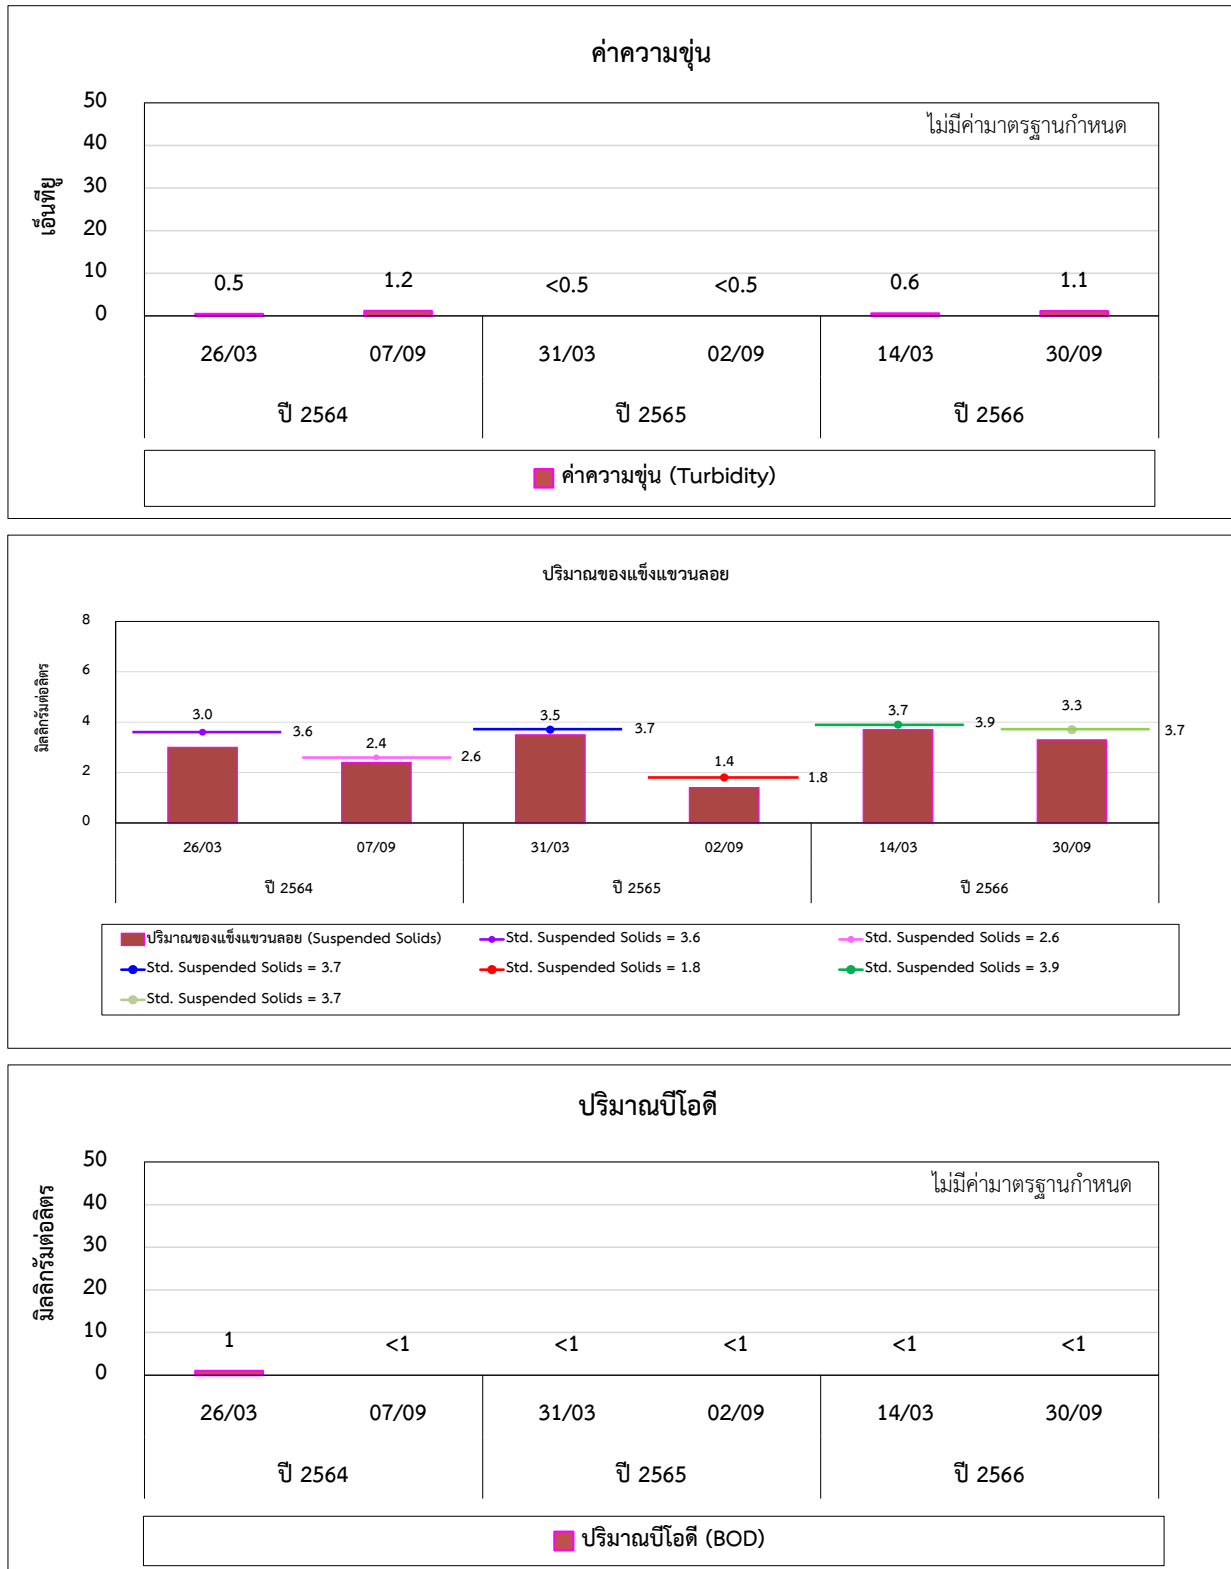 ค่าความขุ่น
ไม่มีค่ามาตรฐานกำหนด
เอ็นทียู
50
40
30
20
10
0
0.5 1.2 <0.5 <0.5 0.6 1.1
26/03 07/09 31/03 02/09 14/03 30/09
ปี 2564 ปี 2565 ปี 2566
ค่าความขุ่น (Turbidity)
ปริมาณของแข็งแขวนลอย
มิลลิกรัมต่อลิตร
8
6
4
2
0
3.0 2.4 3.5 1.4 3.7 3.3
3.6 2.6 3.7 1.8 3.9 3.7
26/03 07/09 31/03 02/09 14/03 30/09
ปี 2564 ปี 2565 ปี 2566
ปริมาณของแข็งแขวนลอย (Suspended Solids) Std. Suspended Solids = 3.6 Std. Suspended Solids = 2.6
Std. Suspended Solids = 3.7 Std. Suspended Solids = 1.8 Std. Suspended Solids = 3.9
Std. Suspended Solids = 3.7
ปริมาณบีโอดี
ไม่มีค่ามาตรฐานกำหนด
มิลลิกรัมต่อลิตร
50
40
30
20
10
0
1 <1 <1 <1 <1 <1
26/03 07/09 31/03 02/09 14/03 30/09
ปี 2564 ปี 2565 ปี 2566
ปริมาณบีโอดี (BOD)